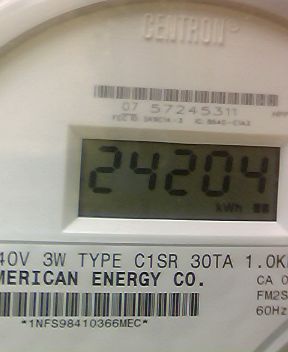 CENTRON®
07 57245311
24204
kWh
40V 3W TYPE C1SR 30TA 1.0K
MERICAN ENERGY CO.
CA 0
FM2S
60Hz
*1NFS98410366MEC*